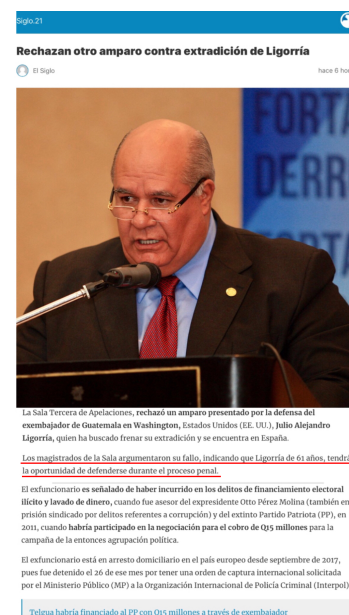 Siglo.21
Rechazan otro amparo contra extradición de Ligorría
El Siglo
hace 6 ho
FORTA
DERR
La Sala Tercera de Apelaciones, rechazó un amparo presentado por la defensa del
exembajador de Guatemala en Washington, Estados Unidos (EE. UU.), Julio Alejandro
Ligorría, quien ha buscado frenar su extradición y se encuentra en España.
Los magistrados de la Sala argumentaron su fallo, indicando que Ligorría de 61 años, tendrá
la oportunidad de defenderse durante el proceso penal.
El exfuncionario es señalado de haber incurrido en los delitos de financiamiento electoral
ilícito y lavado de dinero, cuando fue asesor del expresidente Otto Pérez Molina (también en
prisión sindicado por delitos referentes a corrupción) y del extinto Partido Patriota (PP), en
2011, cuando habría participado en la negociación para el cobro de Q15 millones para la
campaña de la entonces agrupación política.
El exfuncionario está en arresto domiciliario en el país europeo desde septiembre de 2017,
pues fue detenido el 26 de ese mes por tener una orden de captura internacional solicitada
por el Ministerio Público (MP) a la Organización Internacional de Policía Criminal (Interpol)
Telgua habría financiado al PP con Q15 millones a través de exembajador